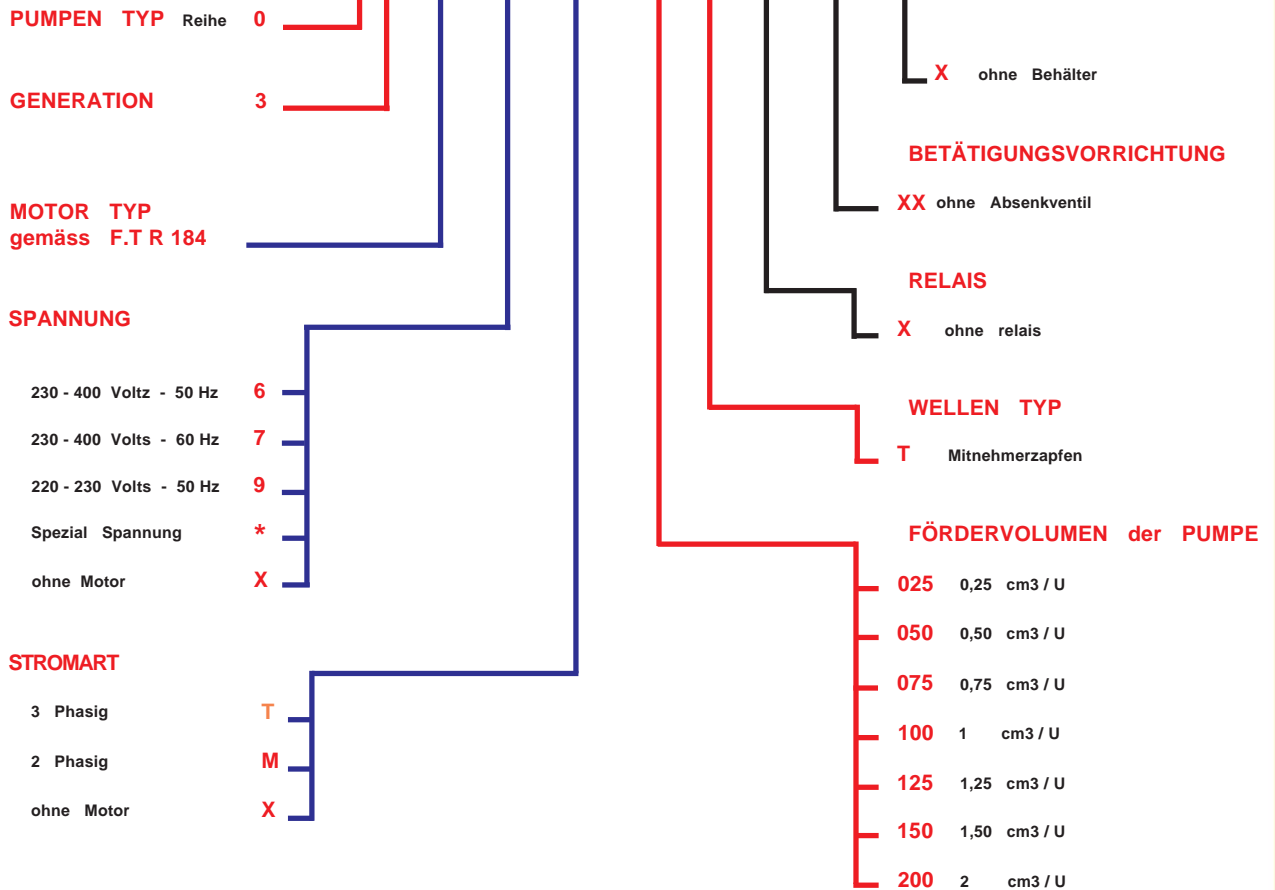 PUMPEN TYP Reihe 0
GENERATION 3
MOTOR TYP
gemäss F.T R 184
SPANNUNG
230 - 400 Voltz - 50 Hz 6
230 - 400 Volts - 60 Hz 7
220 - 230 Volts - 50 Hz 9
Spezial Spannung *
ohne Motor X
STROMART
3 Phasig T
2 Phasig M
ohne Motor X
X ohne Behälter
BETÄTIGUNGSVORRICHTUNG
XX ohne Absenkventil
RELAIS
X ohne relais
WELLEN TYP
T Mitnehmerzapfen
FÖRDERVOLUMEN der PUMPE
025 0,25 cm3 / U
050 0,50 cm3 / U
075 0,75 cm3 / U
100 1 cm3 / U
125 1,25 cm3 / U
150 1,50 cm3 / U
200 2 cm3 / U